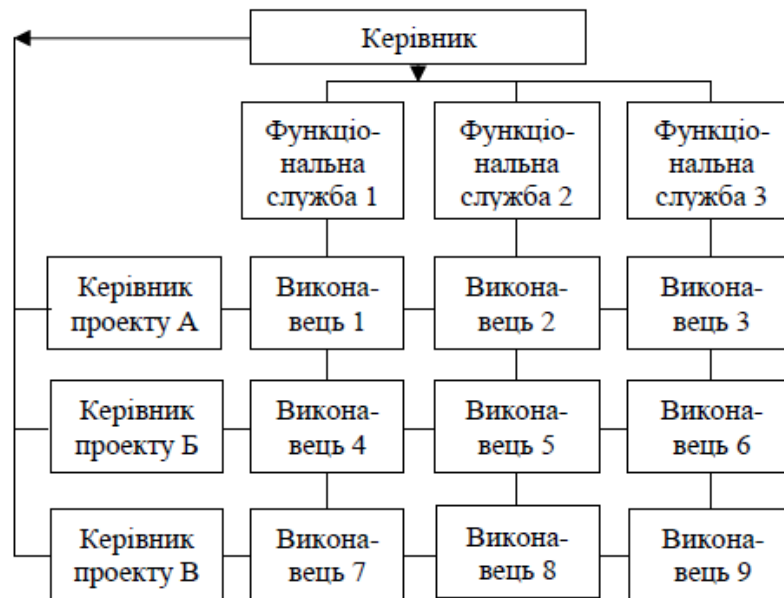 Керівник
Функціо-
нальна
служба 1
Функціо-
нальна
служба 2
Функціо-
нальна
служба 3
Керівник
проекту А
Викона-
вець 1
Викона-
вець 2
Викона-
вець 3
Керівник
проекту Б
Викона-
вець 4
Викона-
вець 5
Викона-
вець 6
Керівник
проекту В
Викона-
вець 7
Викона-
вець 8
Викона-
вець 9